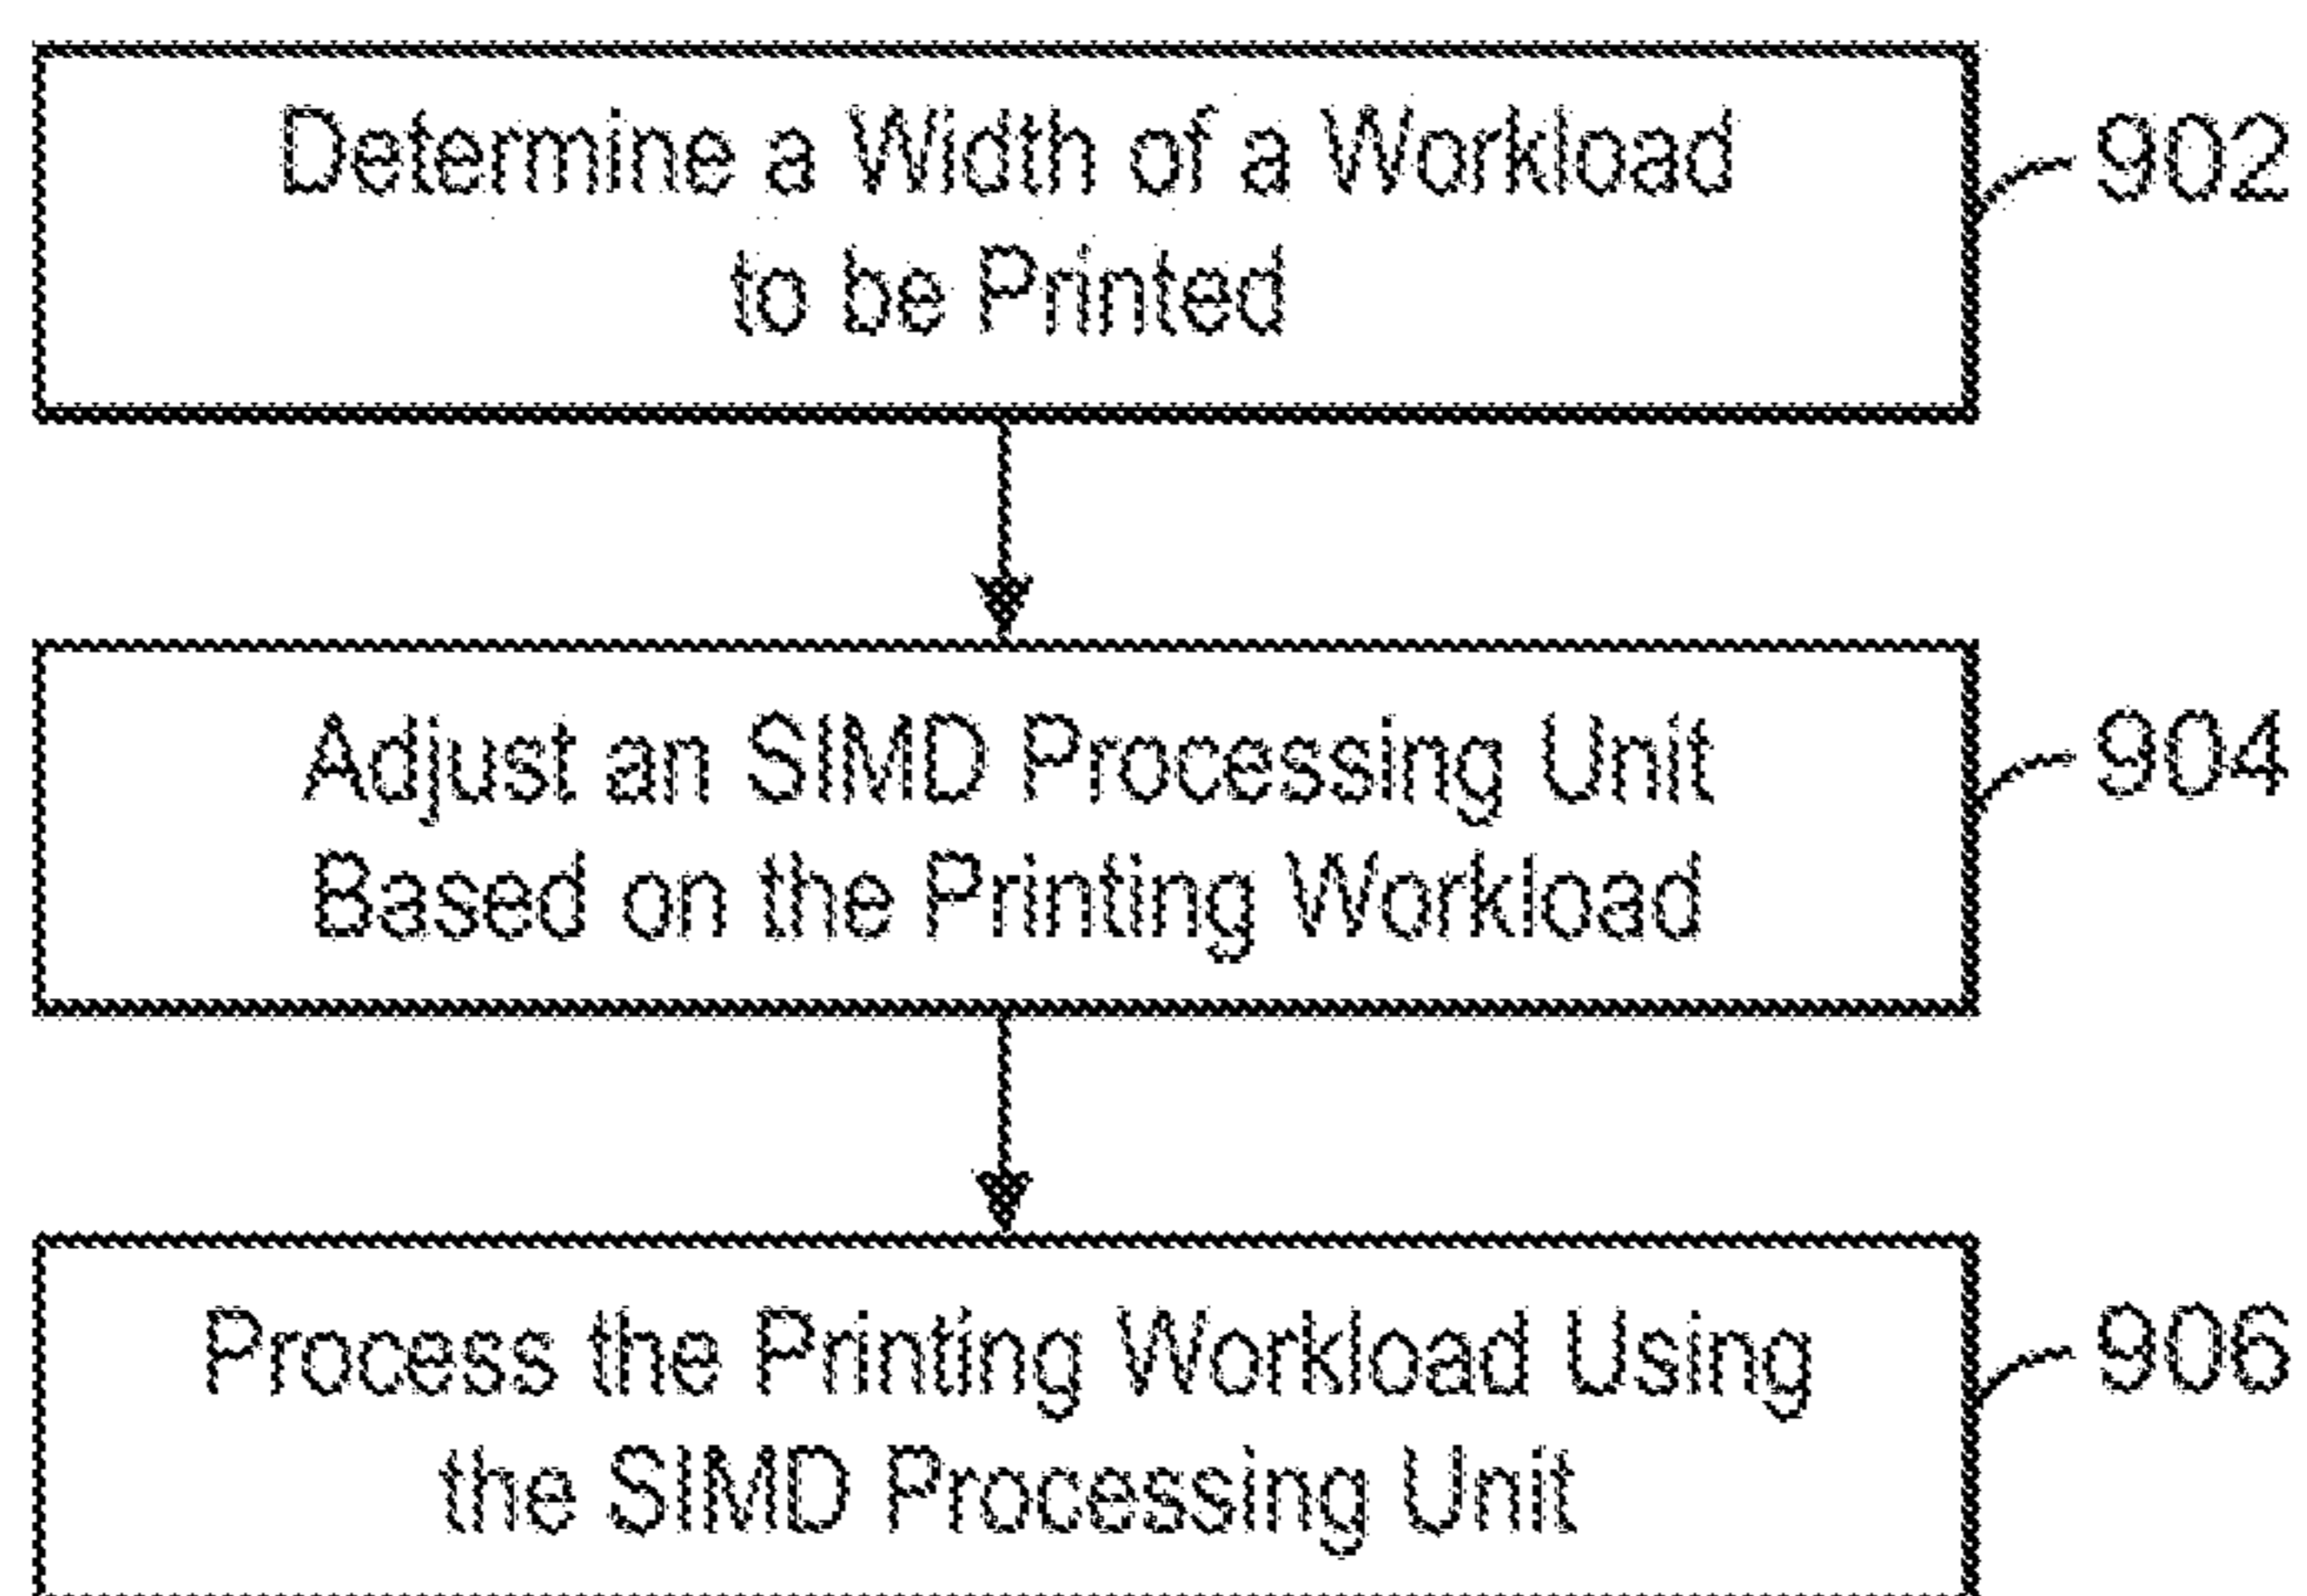 Determine a Width of a Workload
to be Printed
902
Adjust an SIMD Processing Unit
Based on the Printing Workload
904
Process the Printing Workload Using
the SIMD Processing Unit
906